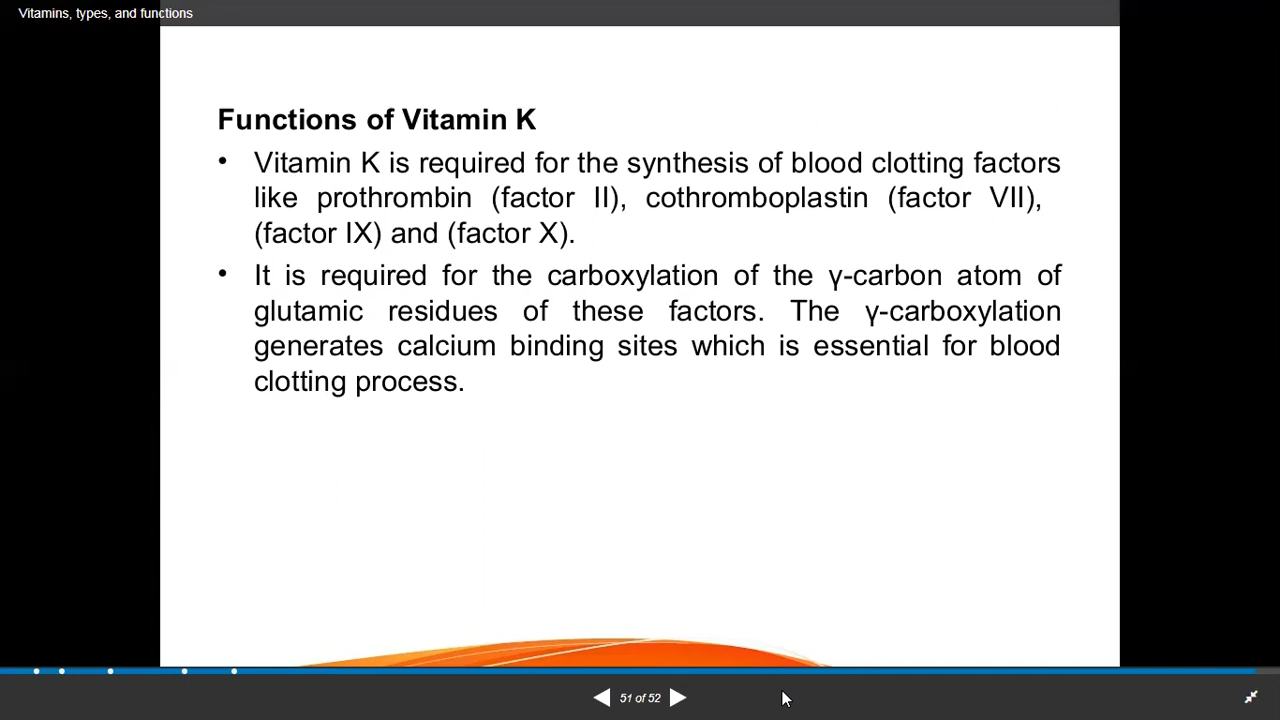 Vitamins, types, and functions
Functions of Vitamin K
• Vitamin K is required for the synthesis of blood clotting factors
like prothrombin (factor II), cothromboplastin (factor VII),
(factor IX) and (factor X).
• It is required for the carboxylation of the γ-carbon atom of
glutamic residues of these factors. The γ-carboxylation
generates calcium binding sites which is essential for blood
clotting process.
51 of 52